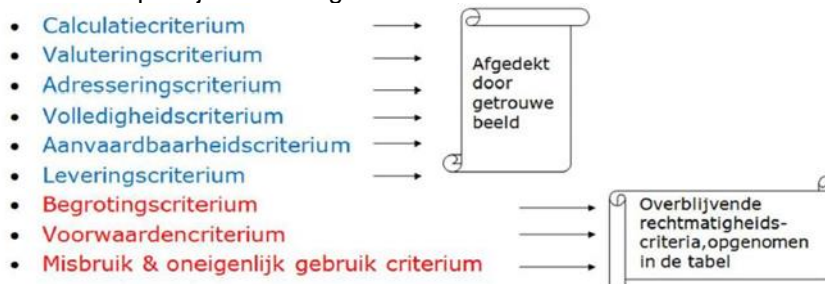 • Calculatiecriterium
• Valuteringscriterium
• Adresseringscriterium
• Volledigheidscriterium
• Aanvaardbaarheidscriterium
• Leveringscriterium
• Begrotingscriterium
• Voorwaardencriterium
• Misbruik & oneigenlijk gebruik criterium
Afgedekt
door
getrouwe
beeld
Overblijvende
rechtmatigheids-
criteria,opgenomen
in de tabel